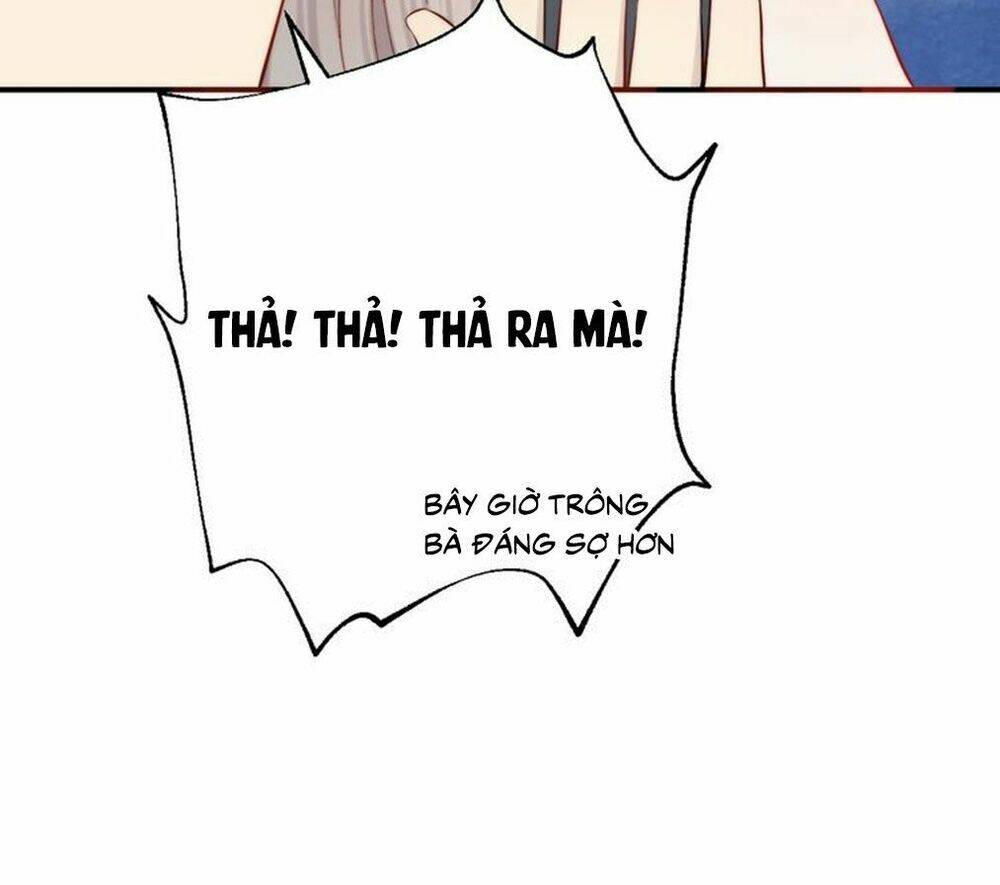 THẢ! THẢ! THẢ RA MÀ!
BÂY GIỜ TRÔNG
BÀ ĐÁNG SỢ HƠN